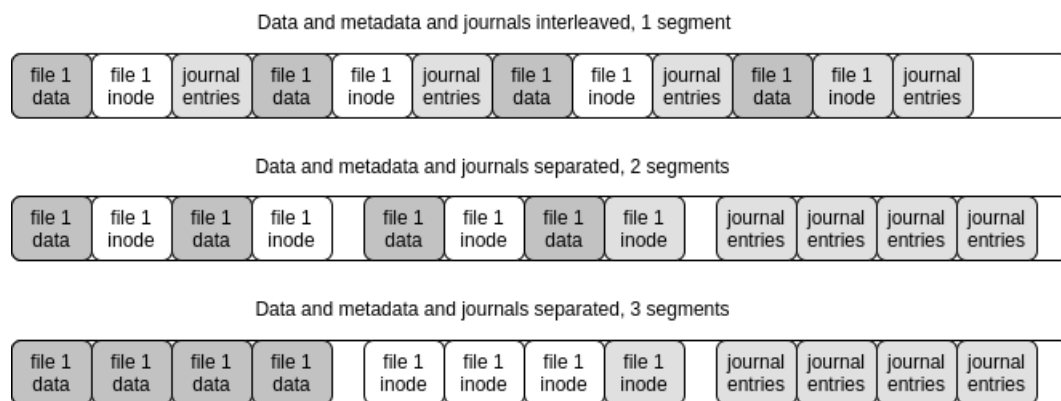 Data and metadata and journals interleaved, 1 segment
file 1 file 1 journal file 1 file 1 journal file 1 file 1 journal file 1 file 1 journal
data inode entries data inode entries data inode entries data inode entries
Data and metadata and journals separated, 2 segments
file 1 file 1 file 1 file 1 file 1 file 1 file 1 file 1 journal journal journal journal
data inode data inode data inode data inode entries entries entries entries
Data and metadata and journals separated, 3 segments
file 1 file 1 file 1 file 1 file 1 file 1 file 1 file 1 journal journal journal journal
data data data data inode inode inode inode entries entries entries entries